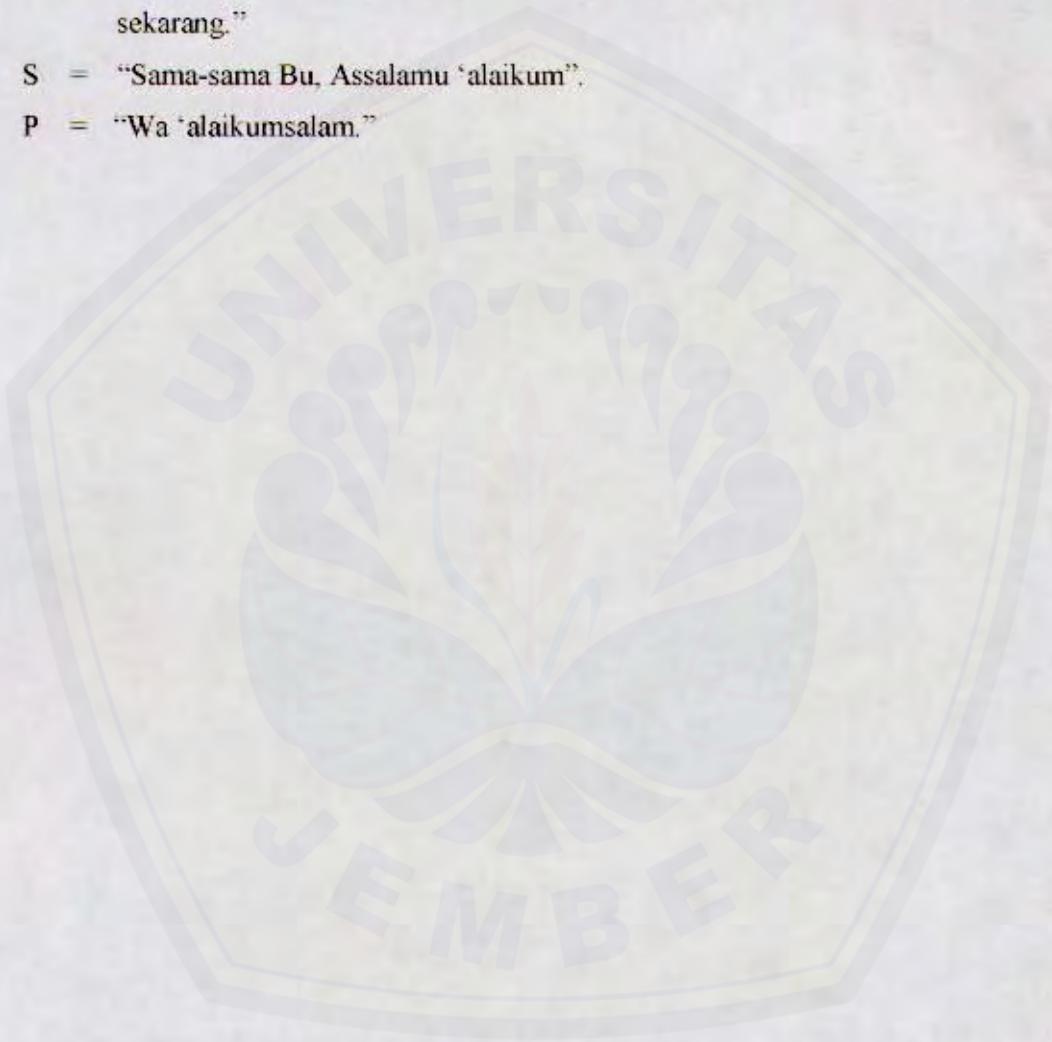 sekarang.”
S = “Sama-sama Bu, Assalamu ‘alaikum”.
P = “Wa ‘alaikumsalam.”
UNIVERSITAS
JEMBER